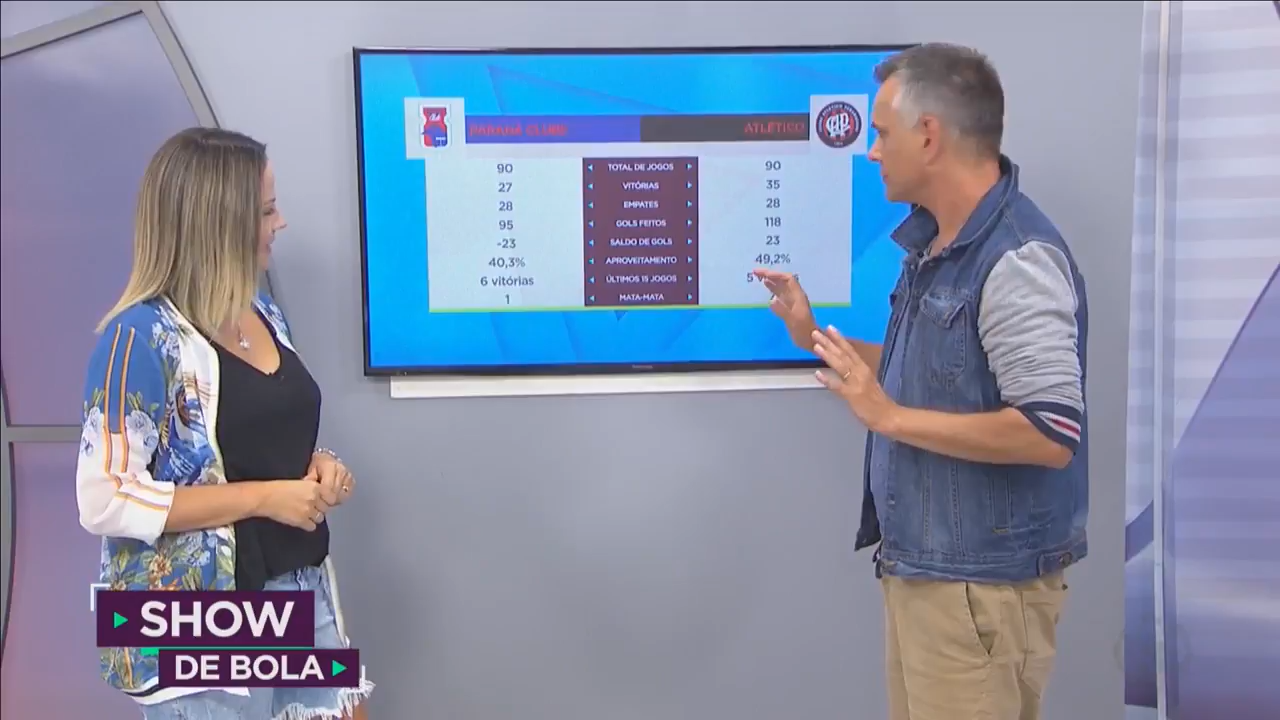 PARANÁ CLUBE ATLÉTICO
90 TOTAL DE JOGOS 90
27 VITÓRIAS 35
28 EMPATES 28
95 GOLS FEITOS 118
-23 SALDO DE GOLS 23
40,3% APROVEITAMENTO 49,2%
6 vitórias ÚLTIMOS 15 JOGOS 5
1 MATA-MATA
SHOW
DE BOLA